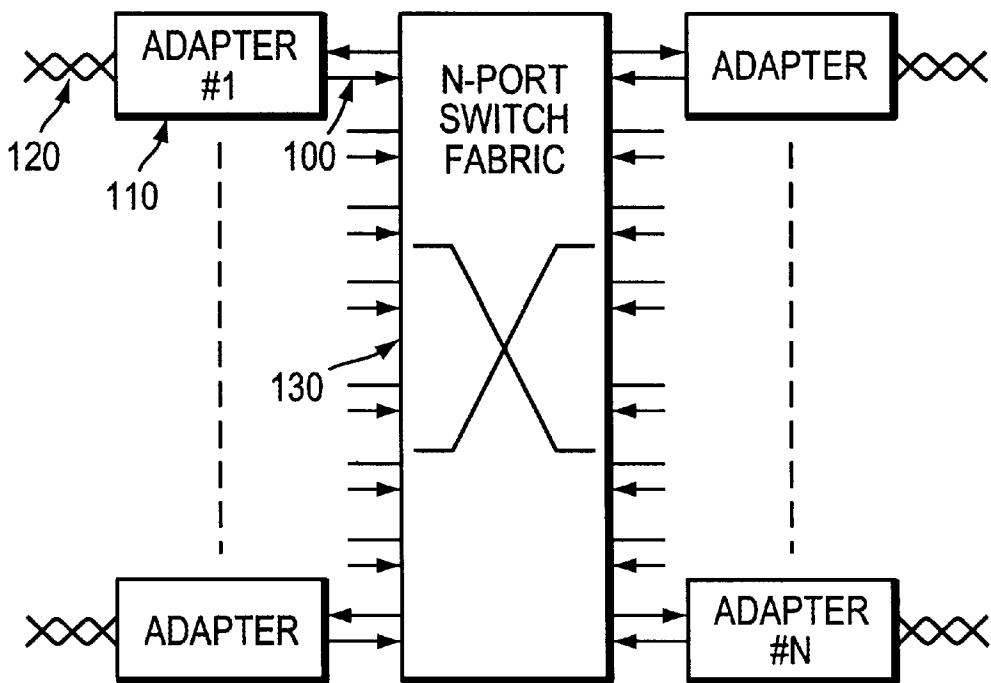 ADAPTER
#1
N-PORT
SWITCH
FABRIC
ADAPTER
120
110
100
130
ADAPTER
ADAPTER
#N